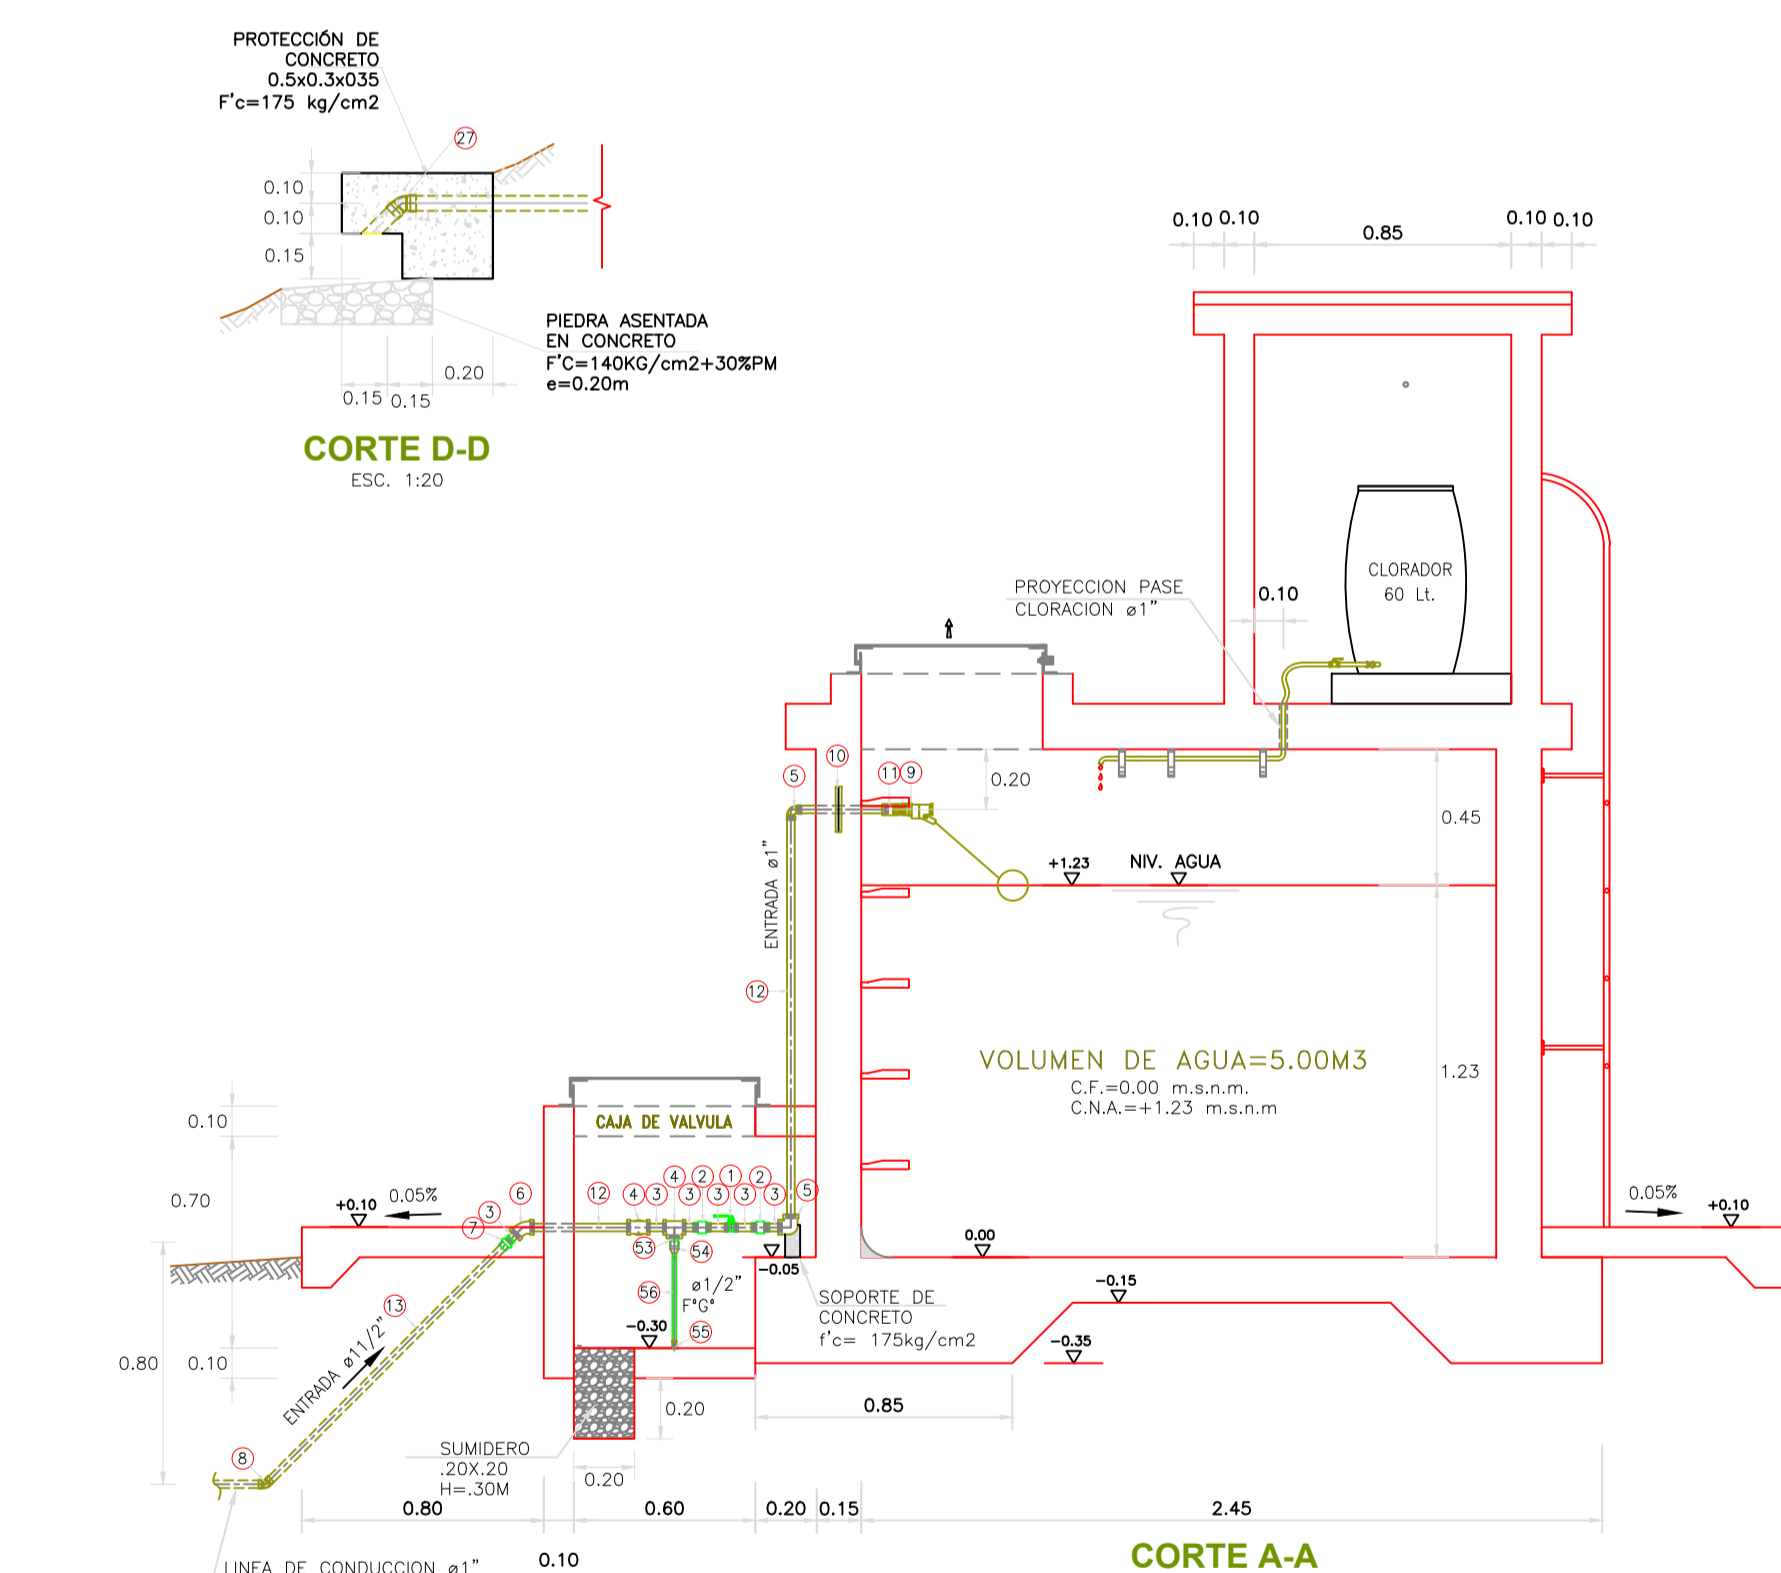 PROTECCIÓN DE
CONCRETO
0.5x0.3x035
F'c=175 kg/cm2
27
0.10
0.10
0.15
PIEDRA ASENTADA
EN CONCRETO
F'C=140KG/cm2+30%PM
e=0.20m
0.20
0.15 0.15
CORTE D-D
ESC. 1:20
0.10 0.10
0.85
0.10 0.10
CLORADOR
60 Lt.
PROYECCION PASE
CLORACION ø1"
0.10
10
5
11
9
0.20
0.45
ENTRADA ø1"
+1.23
NIV. AGUA
12
VOLUMEN DE AGUA=5.00M3
C.F.=0.00 m.s.n.m.
C.N.A.=+1.23 m.s.n.m
1.23
0.10
CAJA DE VALVULA
0.70
+0.10
0.05%
7
3
6
12
4
3
4
3
2
3
1
3
2
3
5
53
54
56
ø1/2"
F°G°
55
-0.30
-0.05
0.00
-0.15
-0.35
0.05%
+0.10
SOPORTE DE
CONCRETO
f'c= 175kg/cm2
13
ENTRADA ø11/2"
0.80
0.10
8
0.20
0.85
SUMIDERO
.20X.20
H=.30M
0.20
0.80
0.60
0.20
0.15
2.45
0.10
LINEA DE CONDUCCION ø1"
CORTE A-A